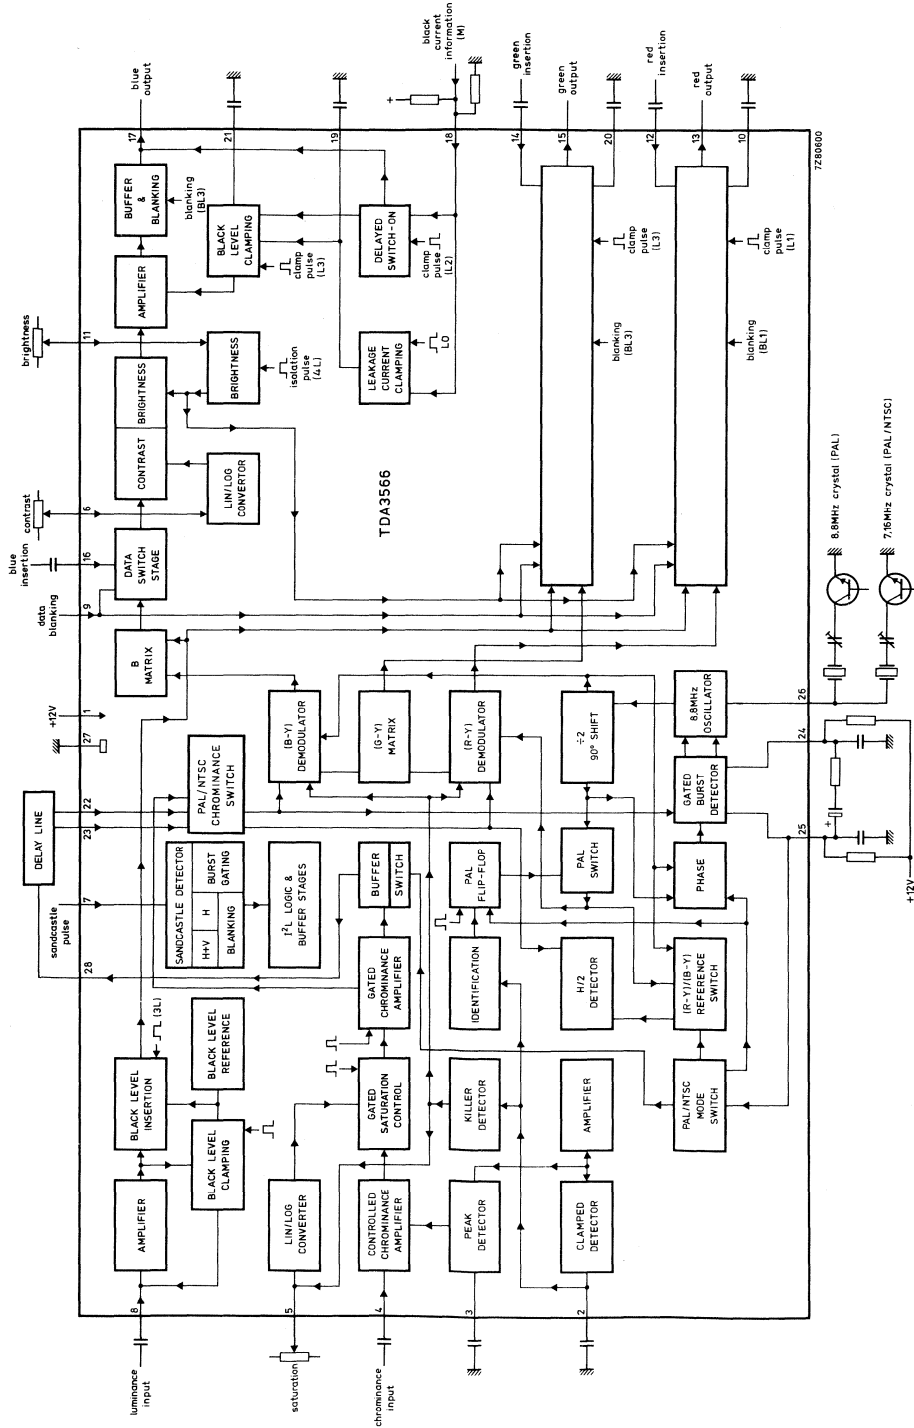 luminance
input
8
AMPLIFIER
BLACK LEVEL
CLAMPING
BLACK LEVEL
INSERTION
(3L)
BLACK LEVEL
REFERENCE
28
sandcastle
pulse
7
DELAY LINE
SANDCASTLE DETECTOR
H+V
H
BURST
GATING
BLANKING
I²L LOGIC &
BUFFER STAGES
23
22
PAL/NTSC
CHROMINANCE
SWITCH
27
+12V
1
B
MATRIX
data
blanking
9
blue
insertion
16
DATA
SWITCH
STAGE
contrast
6
CONTRAST
BRIGHTNESS
LIN/LOG
CONVERTOR
brightness
11
BRIGHTNESS
isolation
pulse
(4L)
AMPLIFIER
BUFFER
&
BLANKING
blanking
(BL3)
17
blue
output
BLACK
LEVEL
CLAMPING
clamp
pulse
(L3)
21
19
DELAYED
SWITCH-ON
clamp
pulse
(L2)
LEAKAGE
CURRENT
CLAMPING
L0
+
black
current
information
(M)
18
TDA3566
saturation
5
LIN/LOG
CONVERTER
chrominance
input
4
CONTROLLED
CHROMINANCE
AMPLIFIER
GATED
SATURATION
CONTROL
GATED
CHROMINANCE
AMPLIFIER
BUFFER
SWITCH
(B-Y)
DEMODULATOR
(G-Y)
MATRIX
(R-Y)
DEMODULATOR
3
PEAK
DETECTOR
KILLER
DETECTOR
IDENTIFICATION
PAL
FLIP-FLOP
2
CLAMPED
DETECTOR
AMPLIFIER
H/2
DETECTOR
PAL
SWITCH
÷2
90° SHIFT
PAL/NTSC
MODE
SWITCH
(R-Y)/(B-Y)
REFERENCE
SWITCH
PHASE
GATED
BURST
DETECTOR
8,8MHz
OSCILLATOR
25
24
26
+
+12V
8,8MHz crystal (PAL)
7,16MHz crystal (PAL/NTSC)
green
insertion
14
green
output
15
20
blanking
(BL3)
clamp
pulse
(L3)
red
insertion
12
red
output
13
10
blanking
(BL1)
clamp
pulse
(L1)
7Z80600